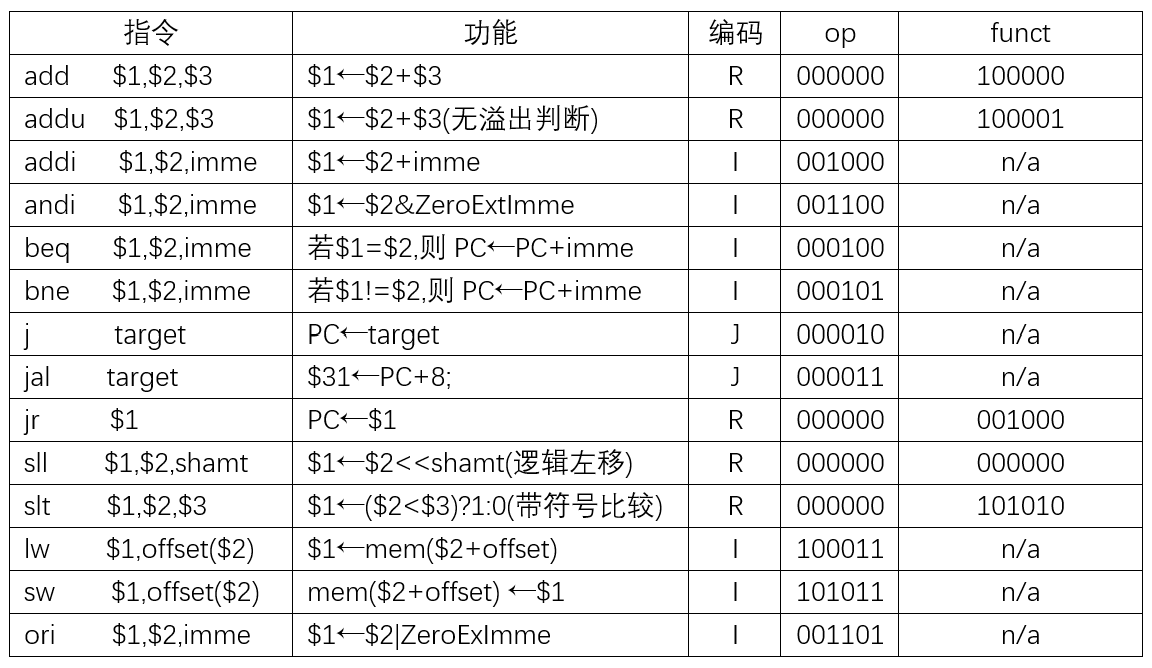 指令 功能 编码 op funct
add $1,$2,$3 $1←$2+$3 R 000000 100000
addu $1,$2,$3 $1←$2+$3(无溢出判断) R 000000 100001
addi $1,$2,imme $1←$2+imme I 001000 n/a
andi $1,$2,imme $1←$2&ZeroExtImme I 001100 n/a
beq $1,$2,imme 若$1=$2,则 PC←PC+imme I 000100 n/a
bne $1,$2,imme 若$1!=$2,则 PC←PC+imme I 000101 n/a
j target PC←target J 000010 n/a
jal target $31←PC+8; J 000011 n/a
jr $1 PC←$1 R 000000 001000
sll $1,$2,shamt $1←$2<<shamt(逻辑左移) R 000000 000000
slt $1,$2,$3 $1←($2<$3)?1:0(带符号比较) R 000000 101010
lw $1,offset($2) $1←mem($2+offset) I 100011 n/a
sw $1,offset($2) mem($2+offset) ←$1 I 101011 n/a
ori $1,$2,imme $1←$2|ZeroExImme I 001101 n/a